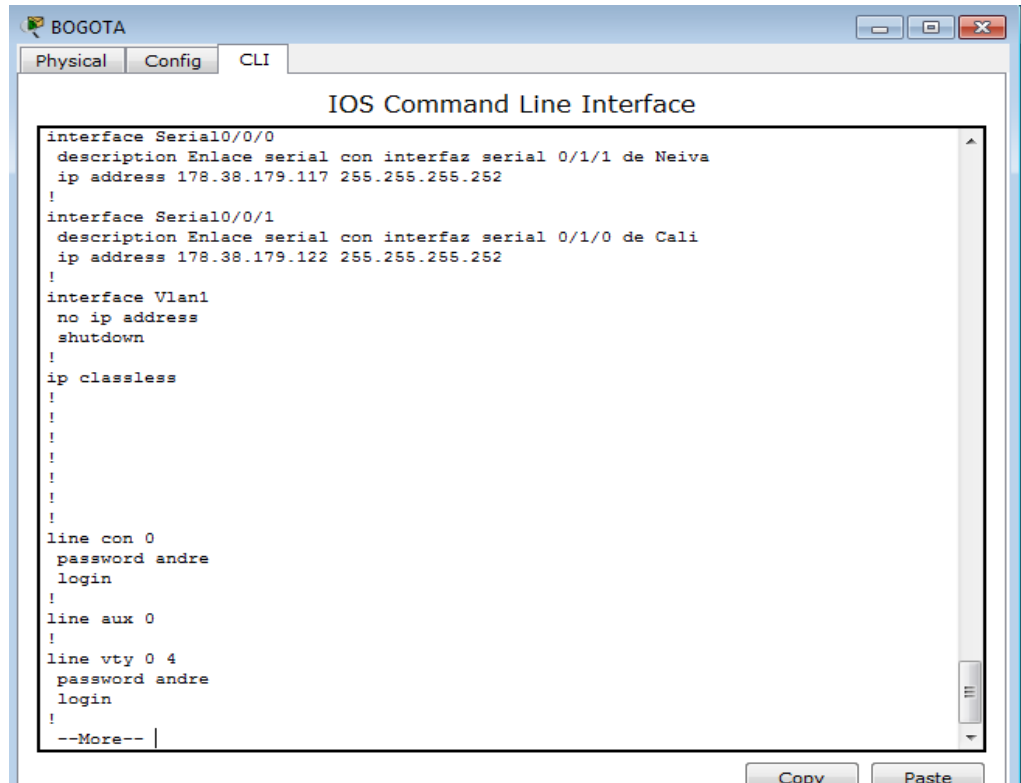 BOGOTA
Physical Config CLI
IOS Command Line Interface
interface Serial0/0/0
description Enlace serial con interfaz serial 0/1/1 de Neiva
ip address 178.38.179.117 255.255.255.252
!
interface Serial0/0/1
description Enlace serial con interfaz serial 0/1/0 de Cali
ip address 178.38.179.122 255.255.255.252
!
interface Vlan1
no ip address
shutdown
!
ip classless
!
!
!
!
!
!
!
line con 0
password andre
login
!
line aux 0
!
line vty 0 4
password andre
login
!
--More--
Copy Paste